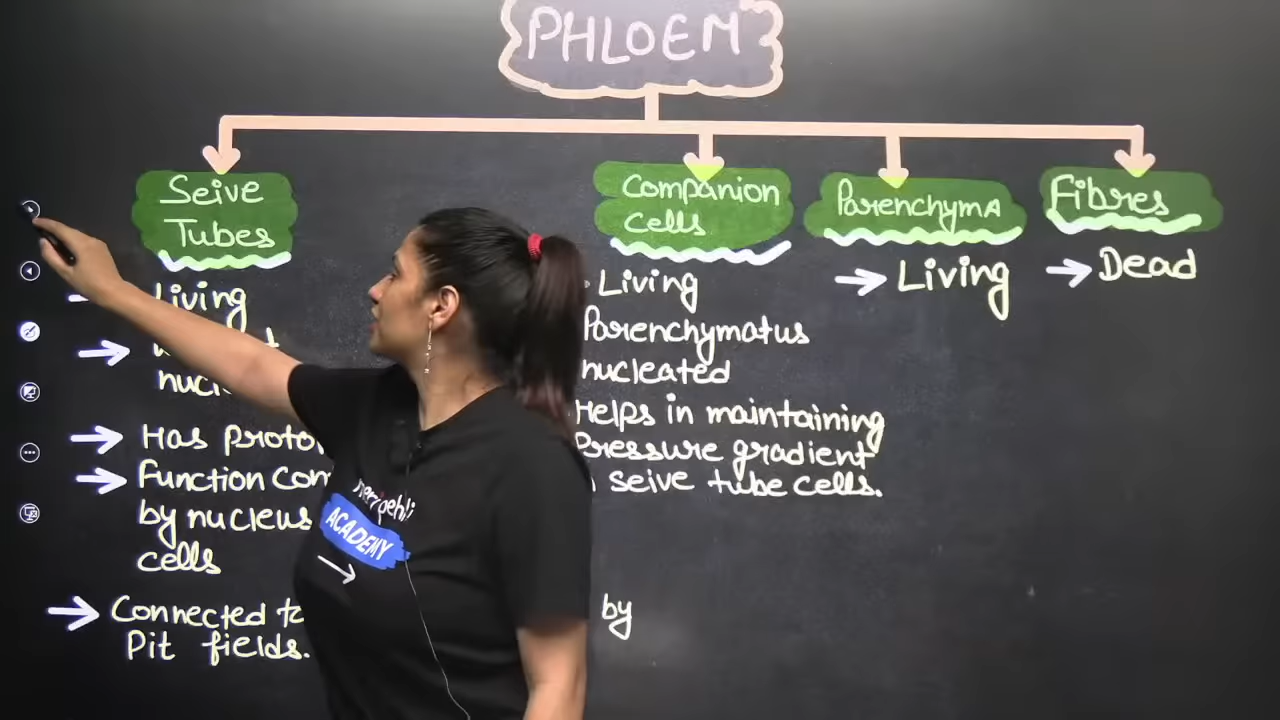 PHLOEM
Seive
Tubes
Living
Has
Function
by nucleus
cells
Connected
Pit fields.
by
Companion
cells
Living
Parenchymatus
nucleated
Helps in maintaining
Pressure gradient
seive tube cells.
Parenchyma
Living
Fibres
Dead
ACADEMY